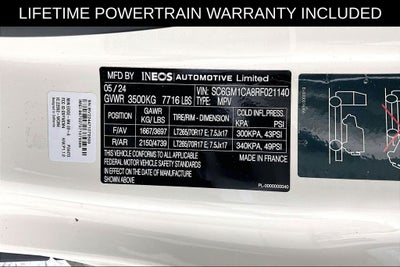 LIFETIME POWERTRAIN WARRANTY INCLUDED
MFD BY INEOS AUTOMOTIVE Limited
05 / 24 VIN: SC6GM1CA8RF021140
GVWR 3500KG 7716 LBS TYPE: MPV
POSITION GAWR KG/LBS TIRE/RIM - DIMENSION COLD INFL.PRESS. KPA: PSI
F/AV 1667/3697 LT265/70R17 E; 7.5Jx17 300KPA, 43PSI
R/AR 2150/4739 LT265/70R17 E; 7.5Jx17 340KPA, 49PSI
THIS VEHICLE CONFORMS TO ALL APPLICABLE
FEDERAL MOTOR VEHICLE SAFETY STANDARDS
IN EFFECT ON THE DATE OF MANUFACTURE
SHOWN ABOVE.
MADE IN FRANCE
PL-0000000040